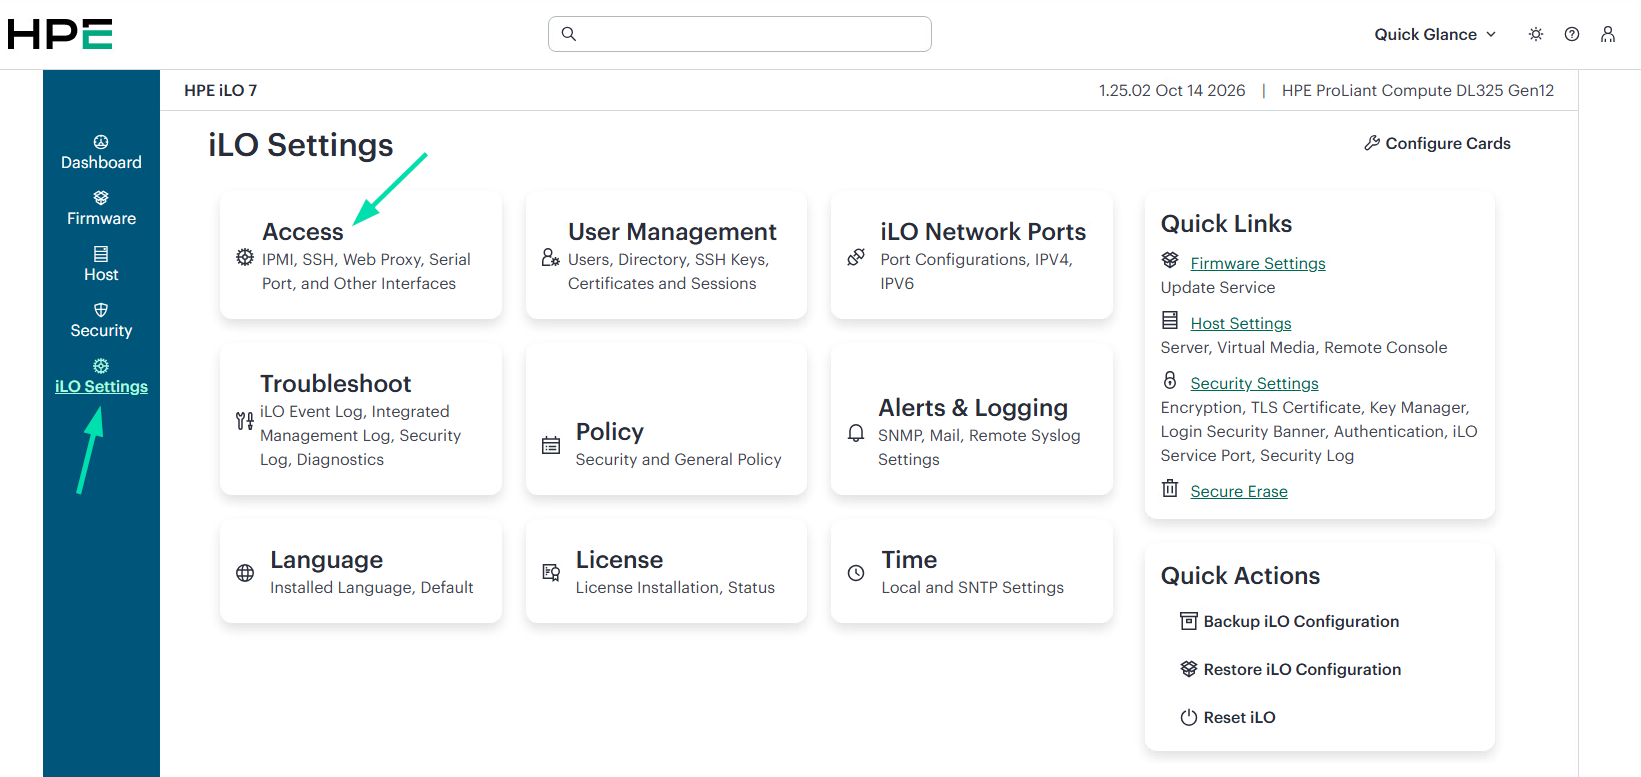 HPE
Quick Glance
HPE iLO 7
1.25.02 Oct 14 2026 | HPE ProLiant Compute DL325 Gen12
Dashboard
Firmware
Host
Security
iLO Settings
iLO Settings
Configure Cards
Access
IPMI, SSH, Web Proxy, Serial
Port, and Other Interfaces
User Management
Users, Directory, SSH Keys,
Certificates and Sessions
iLO Network Ports
Port Configurations, IPV4,
IPV6
Troubleshoot
iLO Event Log, Integrated
Management Log, Security
Log, Diagnostics
Policy
Security and General Policy
Alerts & Logging
SNMP, Mail, Remote Syslog
Settings
Language
Installed Language, Default
License
License Installation, Status
Time
Local and SNTP Settings
Quick Links
Firmware Settings
Update Service
Host Settings
Server, Virtual Media, Remote Console
Security Settings
Encryption, TLS Certificate, Key Manager,
Login Security Banner, Authentication, iLO
Service Port, Security Log
Secure Erase
Quick Actions
Backup iLO Configuration
Restore iLO Configuration
Reset iLO